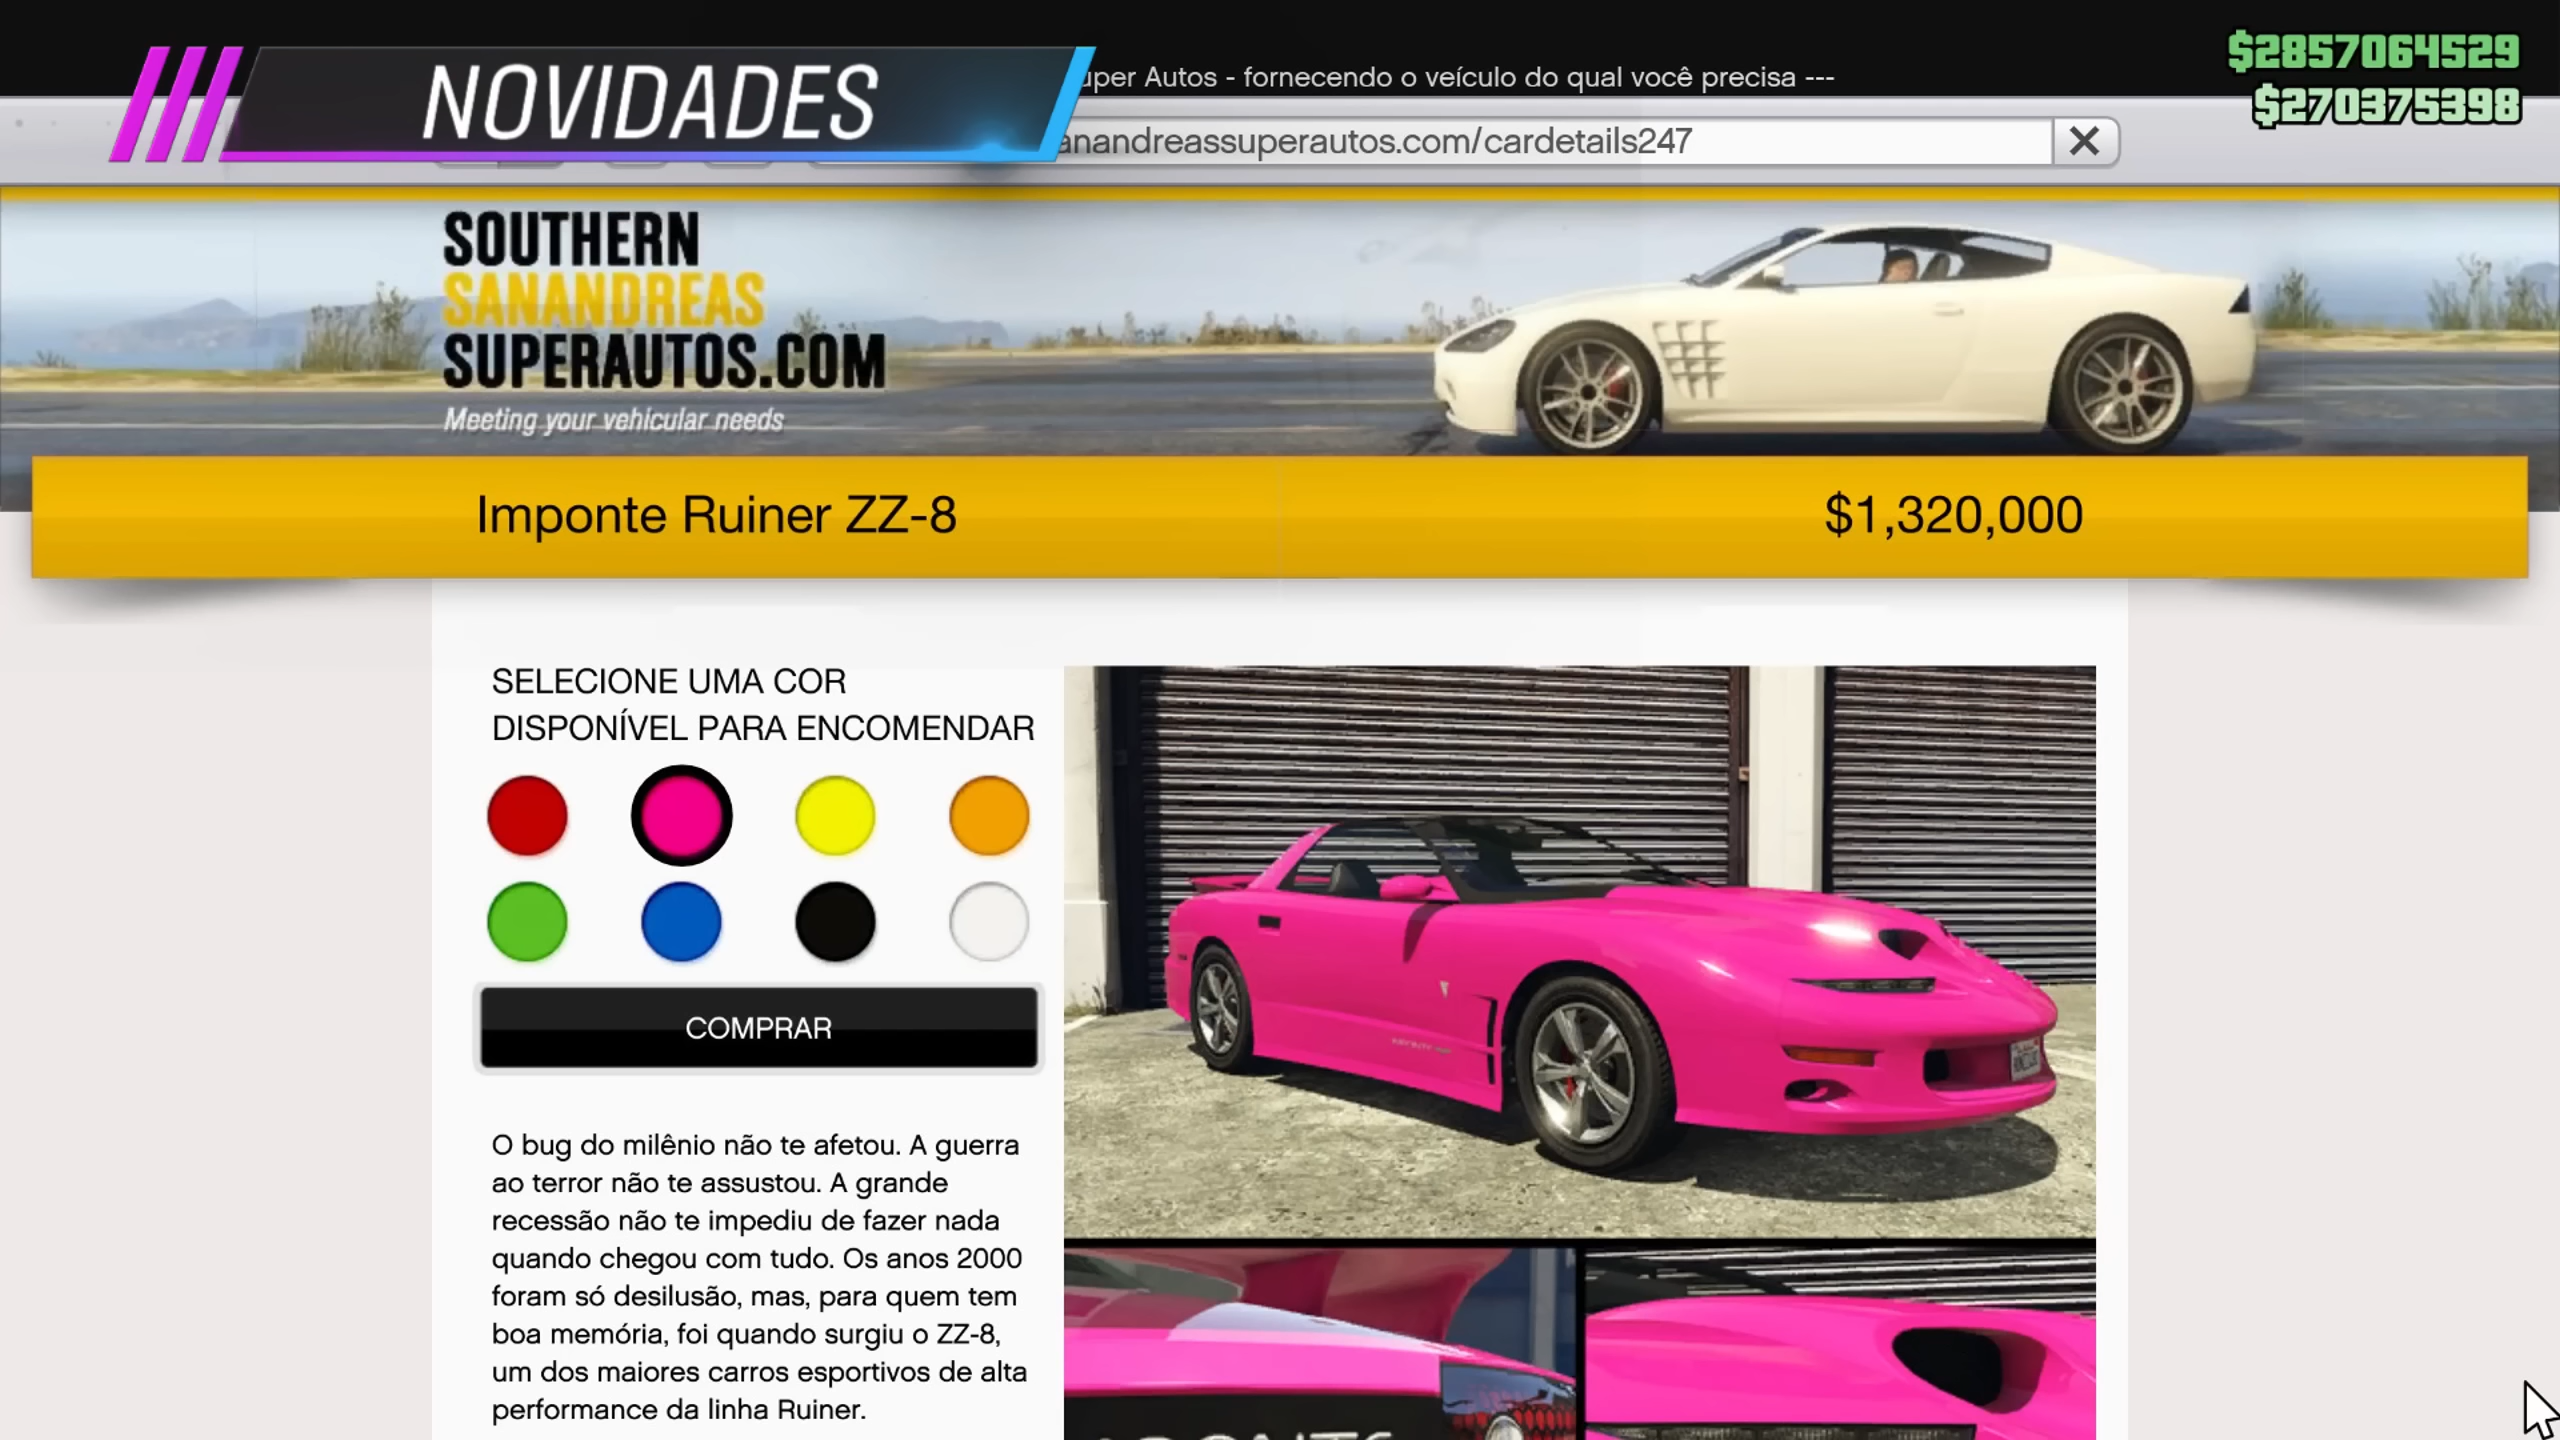 NOVIDADES
uper Autos - fornecendo o veículo do qual você precisa ---
$2857064529
$270375398
anandreassuperautos.com/cardetails247
SOUTHERN
SANANDREAS
SUPERAUTOS.COM
Meeting your vehicular needs
Imponte Ruiner ZZ-8
$1,320,000
SELECIONE UMA COR
DISPONÍVEL PARA ENCOMENDAR
COMPRAR
O bug do milênio não te afetou. A guerra
ao terror não te assustou. A grande
recessão não te impediu de fazer nada
quando chegou com tudo. Os anos 2000
foram só desilusão, mas, para quem tem
boa memória, foi quando surgiu o ZZ-8,
um dos maiores carros esportivos de alta
performance da linha Ruiner.